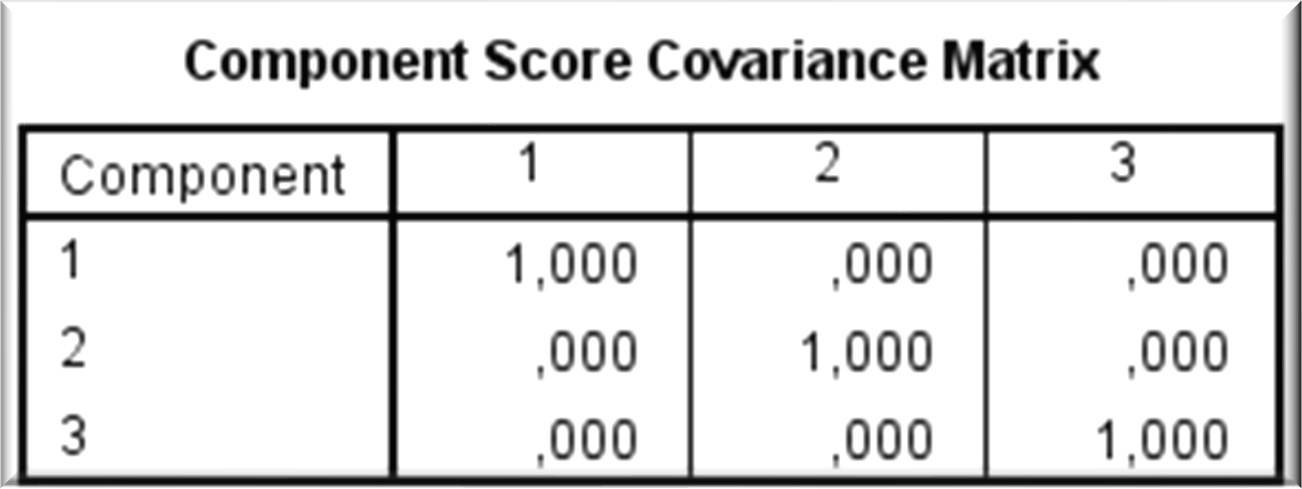 Component Score Covariance Matrix
Component 1 2 3
1 1,000 ,000 ,000
2 ,000 1,000 ,000
3 ,000 ,000 1,000